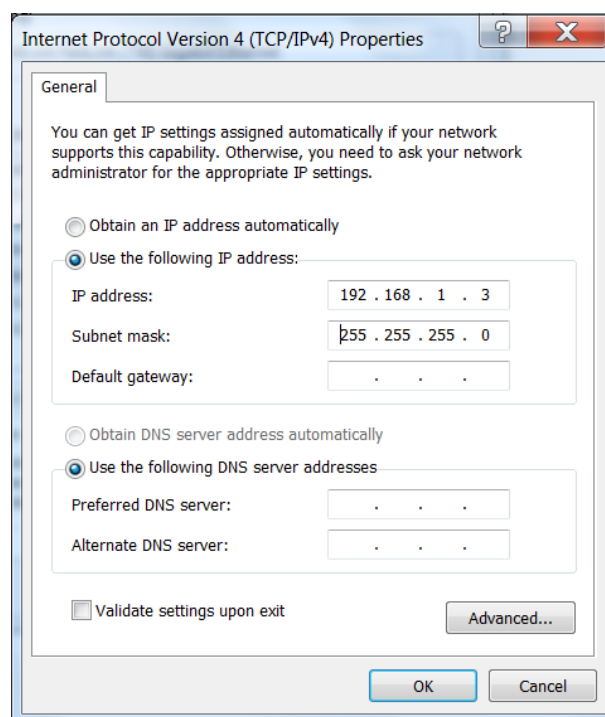 Internet Protocol Version 4 (TCP/IPv4) Properties
General
You can get IP settings assigned automatically if your network
supports this capability. Otherwise, you need to ask your network
administrator for the appropriate IP settings.
Obtain an IP address automatically
Use the following IP address:
IP address: 192 . 168 . 1 . 3
Subnet mask: 255 . 255 . 255 . 0
Default gateway: . . .
Obtain DNS server address automatically
Use the following DNS server addresses
Preferred DNS server: . . .
Alternate DNS server: . . .
Validate settings upon exit
Advanced...
OK Cancel